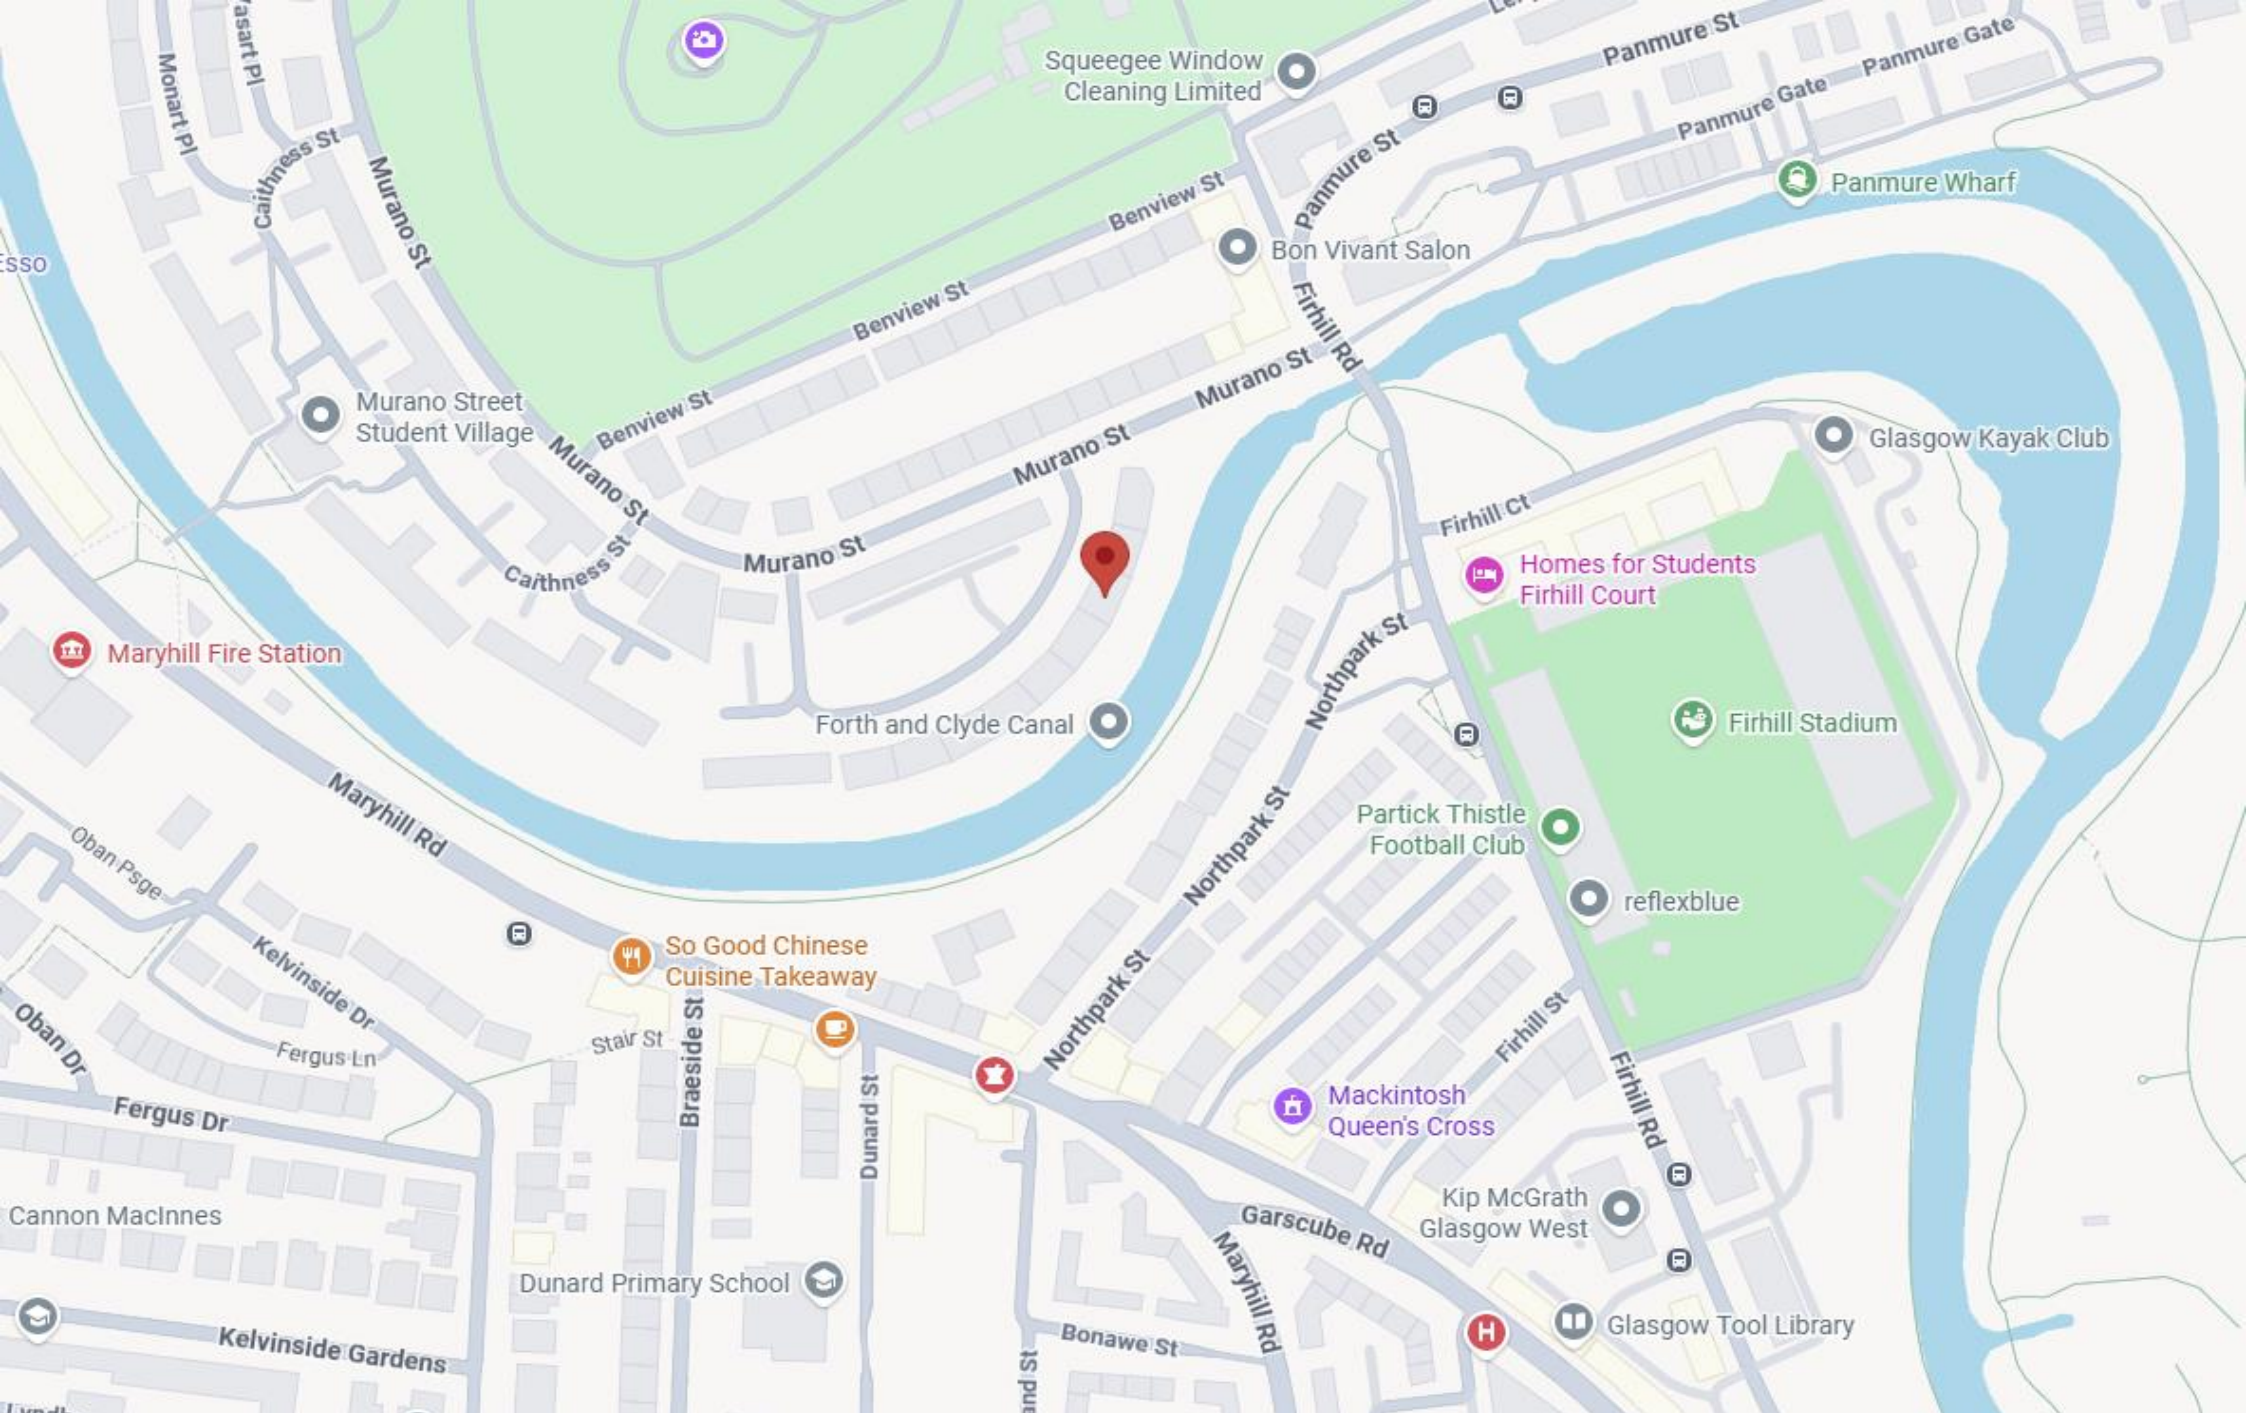 Panmure St
Panmure Gate
Squeegee Window
Cleaning Limited
Monart Pl
Panmure Gate
Caithness St
Panmure St
Murano St
Benview St
Panmure Wharf
Bon Vivant Salon
Esso
Benview St
Firhill Rd
Murano St
Murano Street
Student Village
Benview St
Glasgow Kayak Club
Murano St
Murano St
Firhill Ct
Murano St
Caithness St
Homes for Students
Firhill Court
Maryhill Fire Station
Northpark St
Forth and Clyde Canal
Firhill Stadium
Maryhill Rd
Partick Thistle
Football Club
Northpark St
Oban Psge
reflexblue
So Good Chinese
Cuisine Takeaway
Kelvinside Dr
Northpark St
Oban Dr
Stair St
Braeside St
Firhill St
Fergus Ln
Fergus Dr
Dunard St
Mackintosh
Queen's Cross
Firhill Rd
Cannon MacInnes
Kip McGrath
Glasgow West
Garscube Rd
Dunard Primary School
Maryhill Rd
H
Glasgow Tool Library
Kelvinside Gardens
Bonawe St